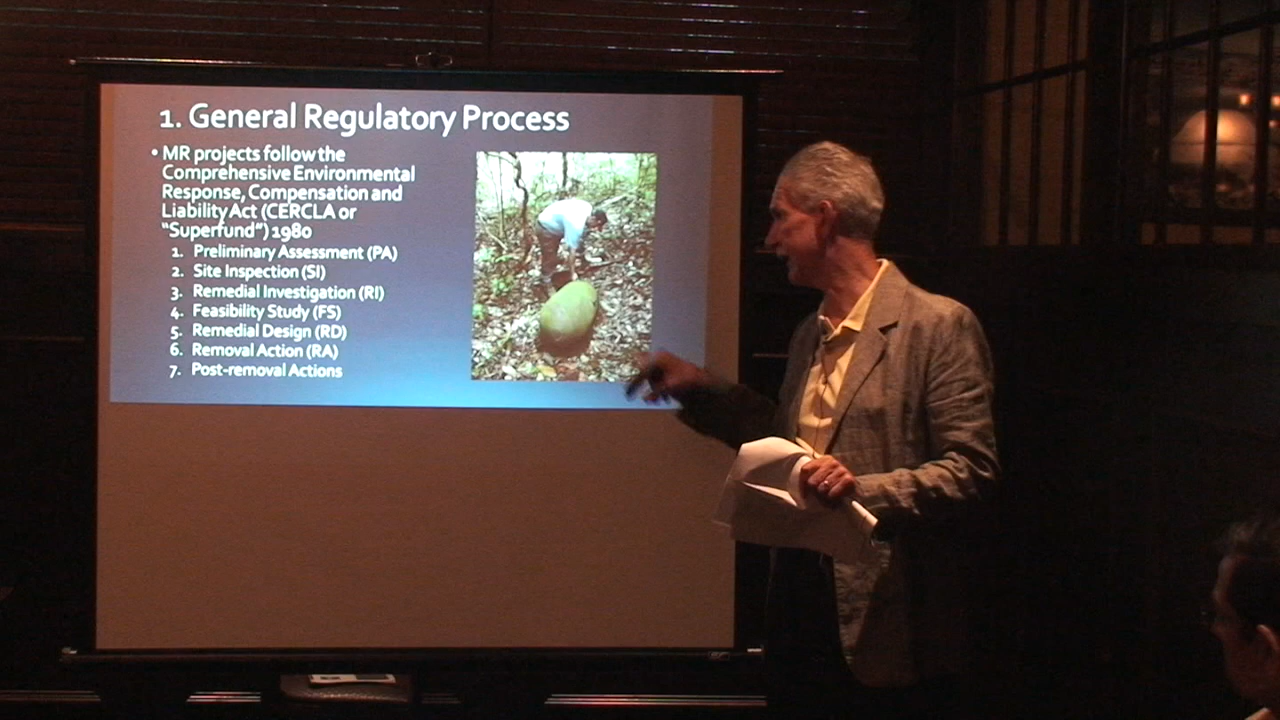 1. General Regulatory Process
• MR projects follow the
Comprehensive Environmental
Response, Compensation and
Liability Act (CERCLA or
"Superfund") 1980
1. Preliminary Assessment (PA)
2. Site Inspection (SI)
3. Remedial Investigation (RI)
4. Feasibility Study (FS)
5. Remedial Design (RD)
6. Removal Action (RA)
7. Post-removal Actions